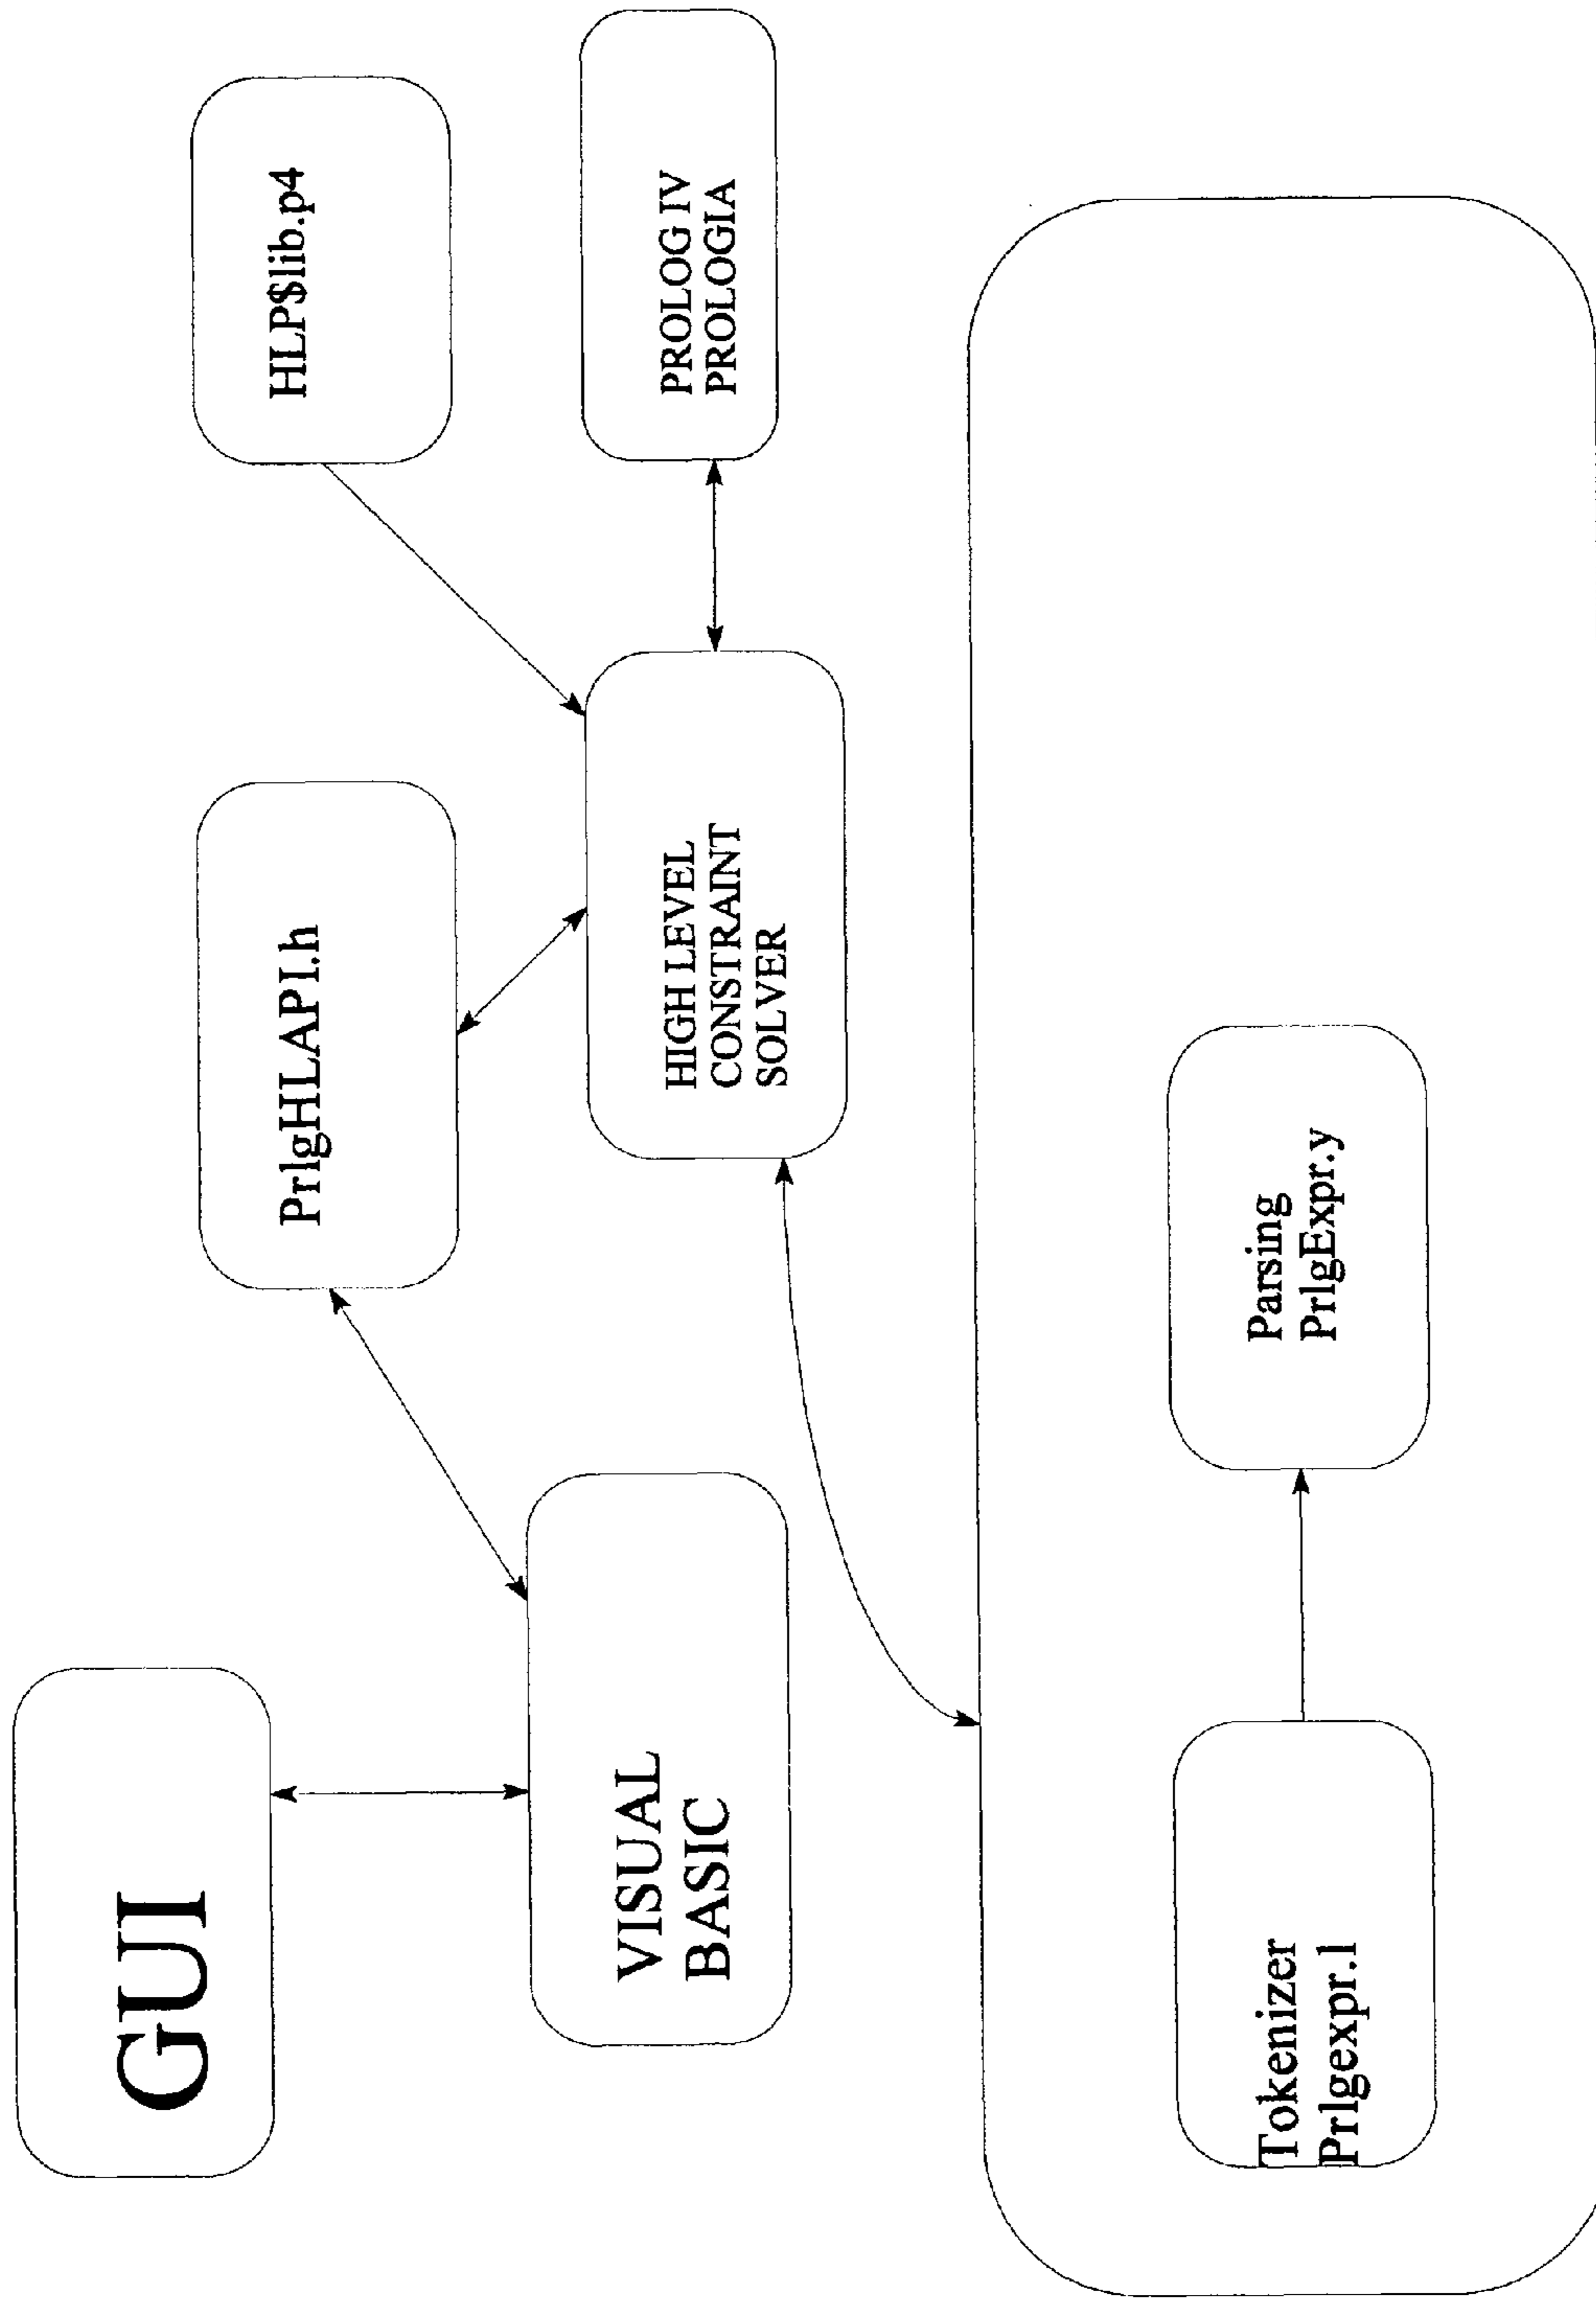 GUI
PrlgHLAPI.h
HLP$lib.p4
VISUAL
BASIC
HIGH LEVEL
CONSTRAINT
SOLVER
PROLOG IV
PROLOGIA
Tokenizer
Prlgexpr.l
Parsing
PrlgExpr.y